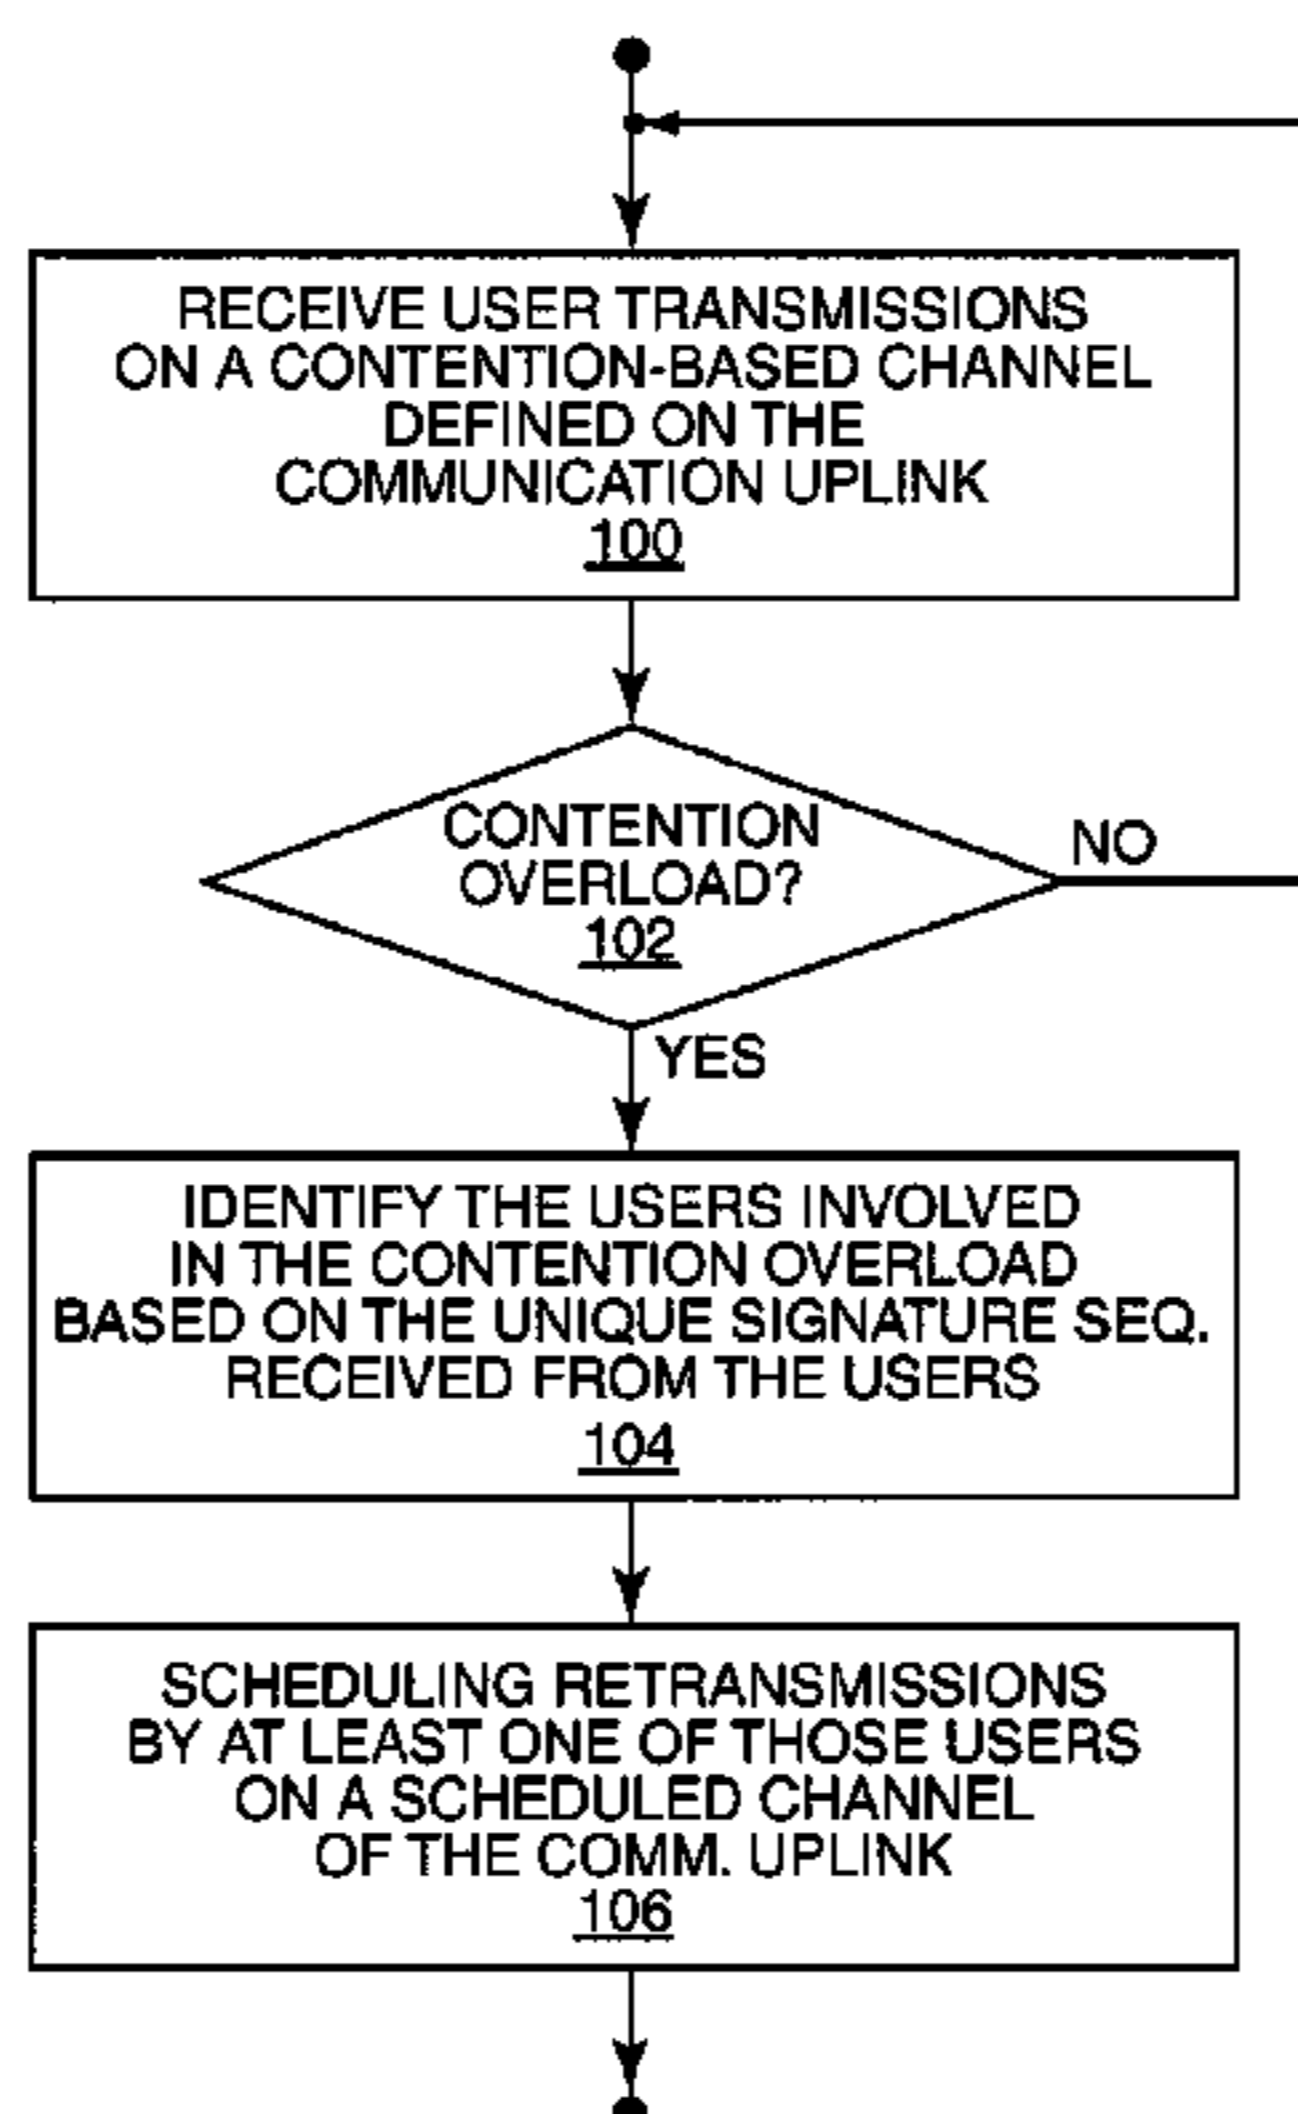 RECEIVE USER TRANSMISSIONS
ON A CONTENTION-BASED CHANNEL
DEFINED ON THE
COMMUNICATION UPLINK
100
CONTENTION
OVERLOAD?
102
NO
YES
IDENTIFY THE USERS INVOLVED
IN THE CONTENTION OVERLOAD
BASED ON THE UNIQUE SIGNATURE SEQ.
RECEIVED FROM THE USERS
104
SCHEDULING RETRANSMISSIONS
BY AT LEAST ONE OF THOSE USERS
ON A SCHEDULED CHANNEL
OF THE COMM. UPLINK
106